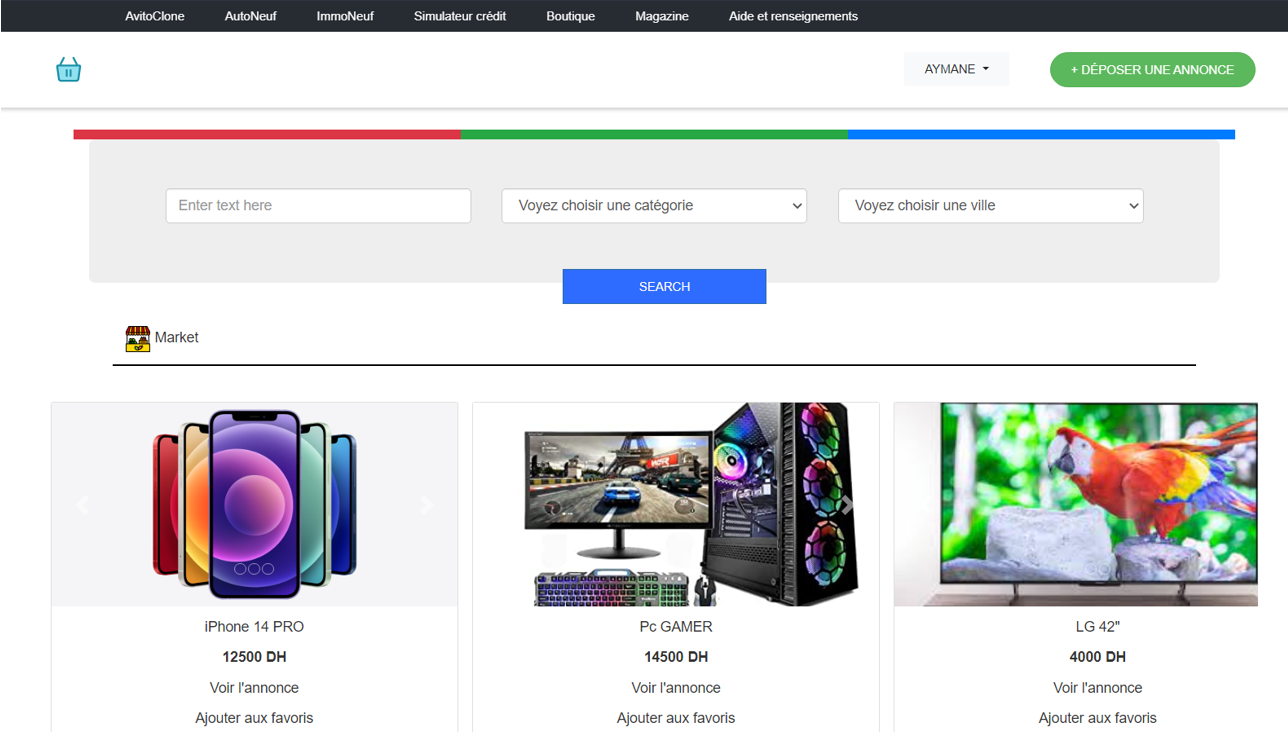 AvitoClone AutoNeuf ImmoNeuf Simulateur crédit Boutique Magazine Aide et renseignements
AYMANE + DÉPOSER UNE ANNONCE
Enter text here Voyez choisir une catégorie Voyez choisir une ville
SEARCH
Market
iPhone 14 PRO Pc GAMER LG 42"
12500 DH 14500 DH 4000 DH
Voir l'annonce Voir l'annonce Voir l'annonce
Ajouter aux favoris Ajouter aux favoris Ajouter aux favoris